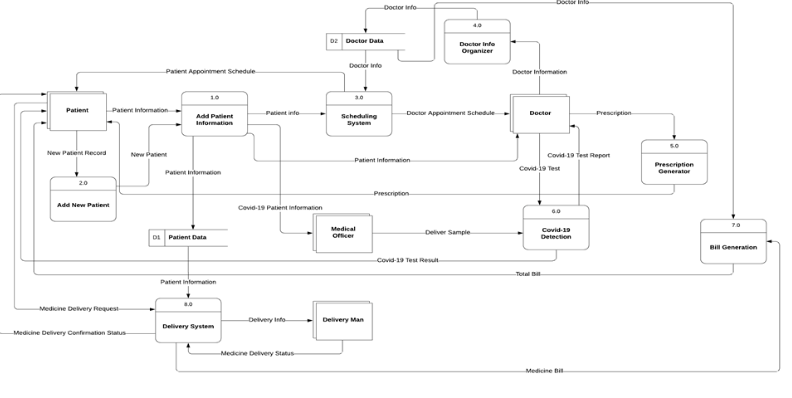 Doctor Info
Doctor Info
4.0
Doctor Info
Organizer
D2 Doctor Data
Doctor Info
Doctor Information
Patient Appointment Schedule
1.0
Add Patient
Information
3.0
Scheduling
System
Patient
Patient Information
Patient info
Doctor Appointment Schedule
Doctor
Prescription
5.0
Prescription
Generator
New Patient Record
New Patient
Patient Information
Covid-19 Test Report
Covid-19 Test
Patient Information
2.0
Add New Patient
Prescription
Covid-19 Patient Information
Medical
Officer
Deliver Sample
Covid-19
Detection
7.0
Bill Generation
D1 Patient Data
Covid-19 Test Result
Total Bill
Patient Information
Medicine Delivery Request
Delivery System
Delivery Info
Delivery Man
Medicine Delivery Confirmation Status
Medicine Delivery Status
Medicine Bill